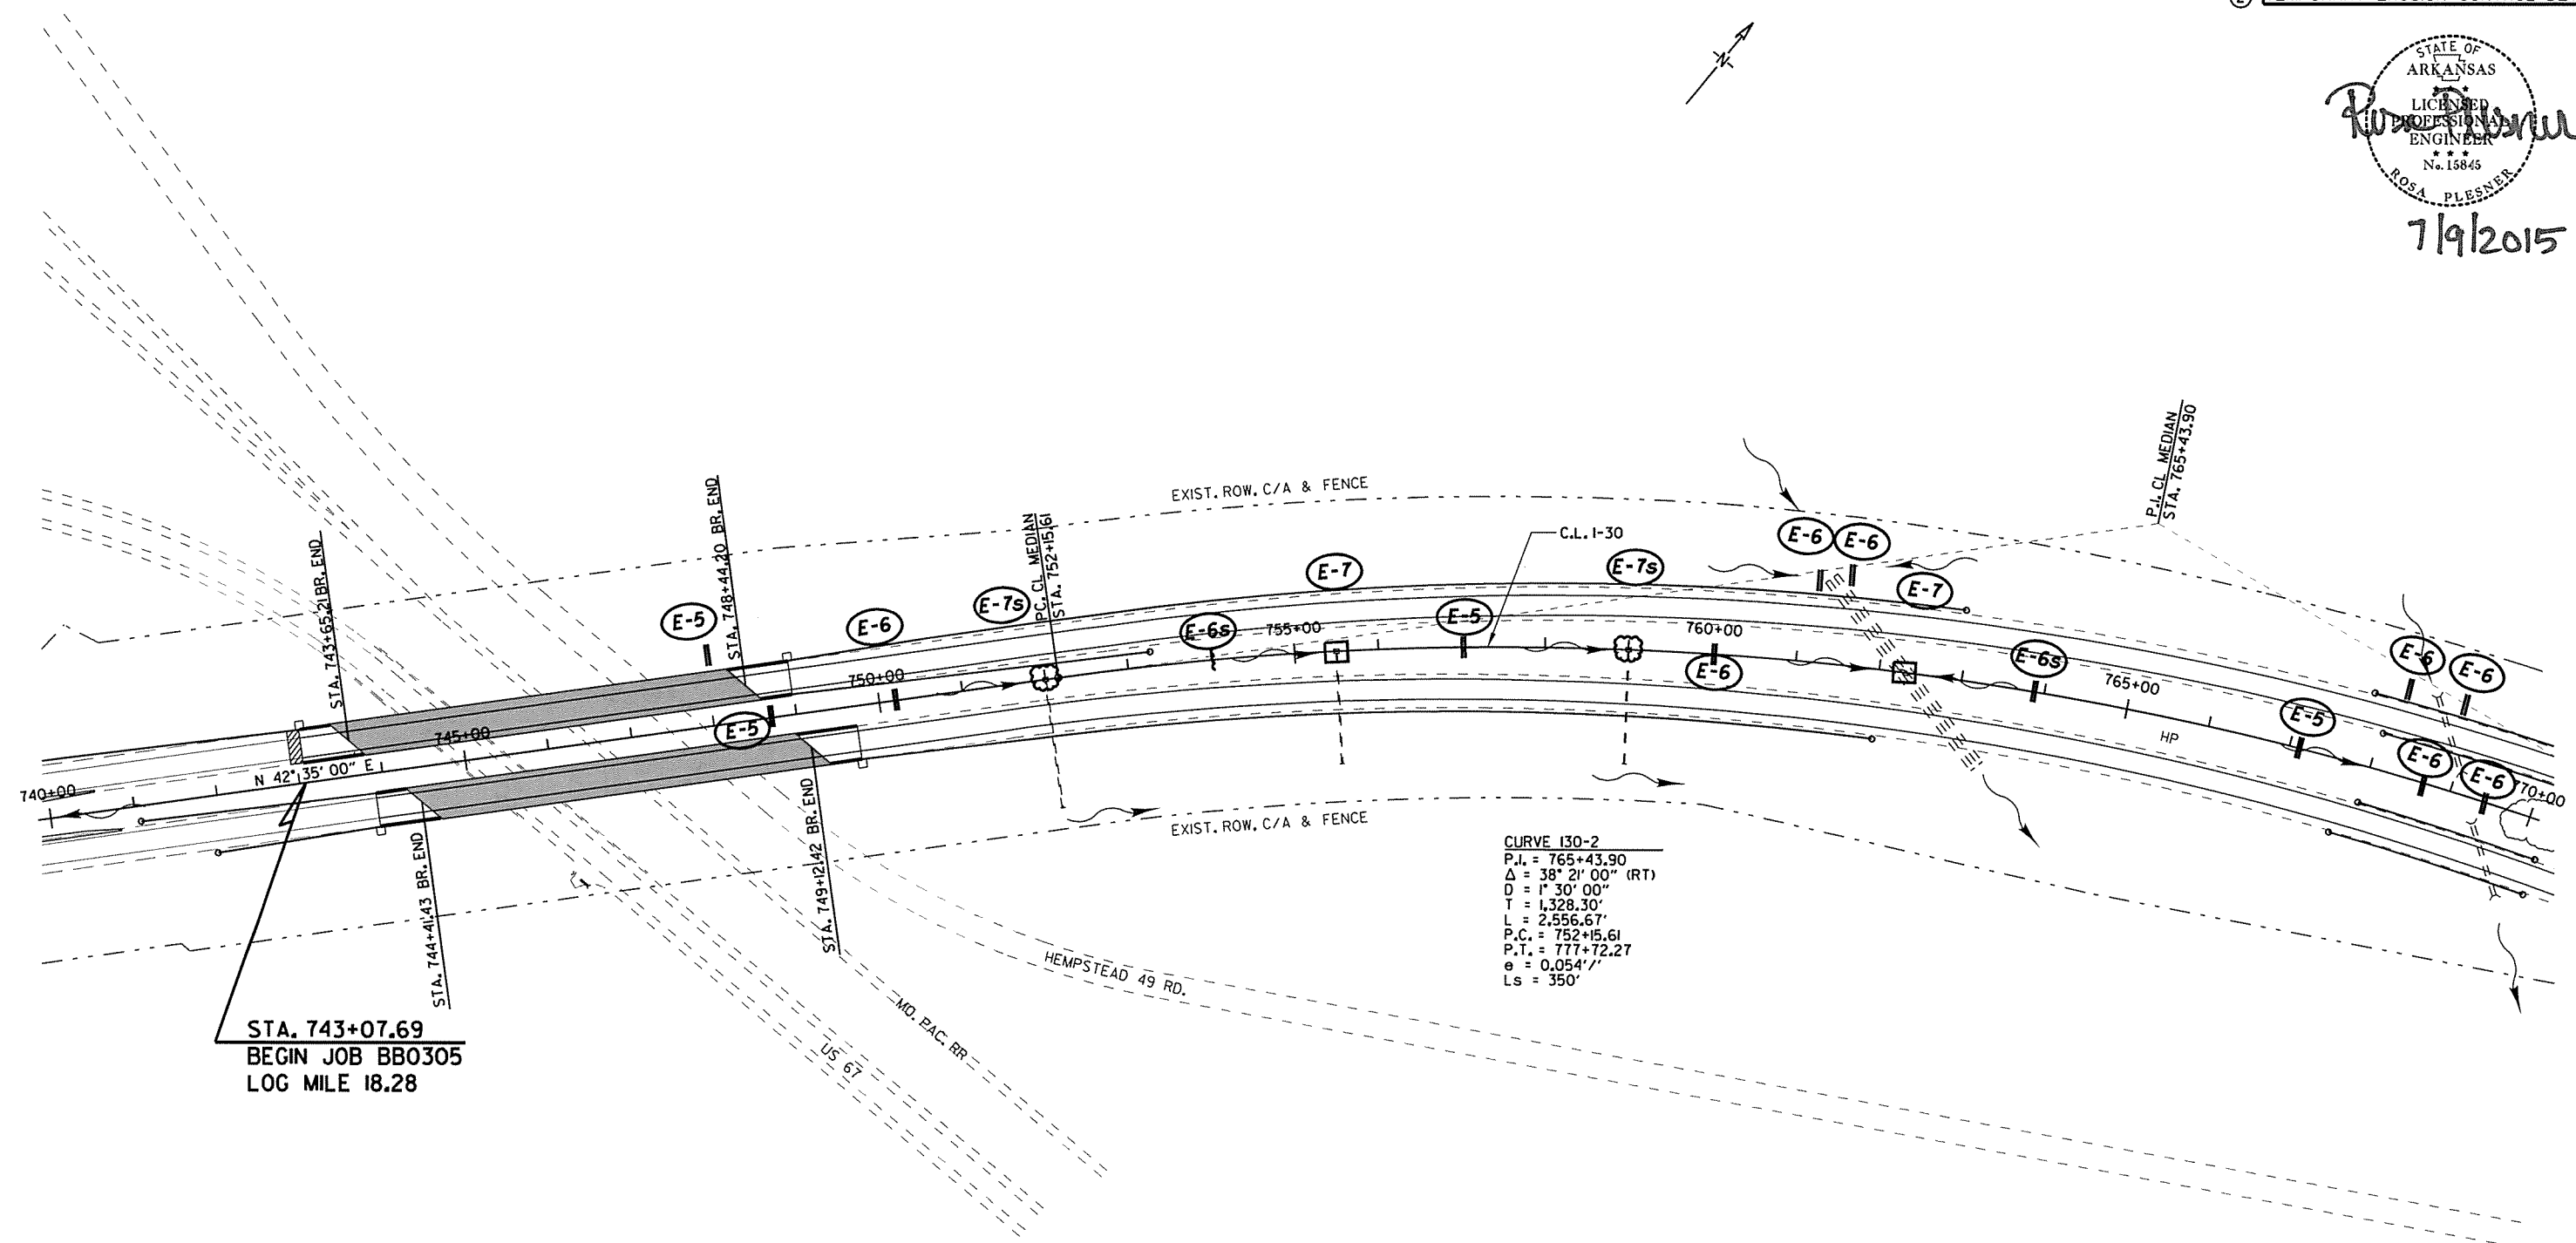 STATE OF
ARKANSAS
LICENSED
PROFESSIONAL
ENGINEER
No. 15845
ROSA PLESNER
Rosa Plesner
7/9/2015
-N-
P.I. CL MEDIAN
STA. 765+43.90
EXIST. ROW. C/A & FENCE
C.L. I-30
STA. 743+65.21 BR. END
STA. 748+44.20 BR. END
PC. CL MEDIAN
STA. 752+15.61
E-6
E-6
E-7
E-7s
E-7
E-7s
E-5
E-6
E-6s
755+00
E-5
760+00
E-6
E-6s
765+00
HP
E-6
E-6
E-5
E-6
E-6
770+00
750+00
E-5
745+00
N 42° 35' 00" E
740+00
EXIST. ROW. C/A & FENCE
STA. 744+41.43 BR. END
STA. 749+12.42 BR. END
CURVE 130-2
P.I. = 765+43.90
Δ = 38° 21' 00" (RT)
D = 1° 30' 00"
T = 1,328.30'
L = 2,556.67'
P.C. = 752+15.61
P.T. = 777+72.27
e = 0.054'/'
Ls = 350'
HEMPSTEAD 49 RD.
MO. PAC. RR
US 67
STA. 743+07.69
BEGIN JOB BB0305
LOG MILE 18.28